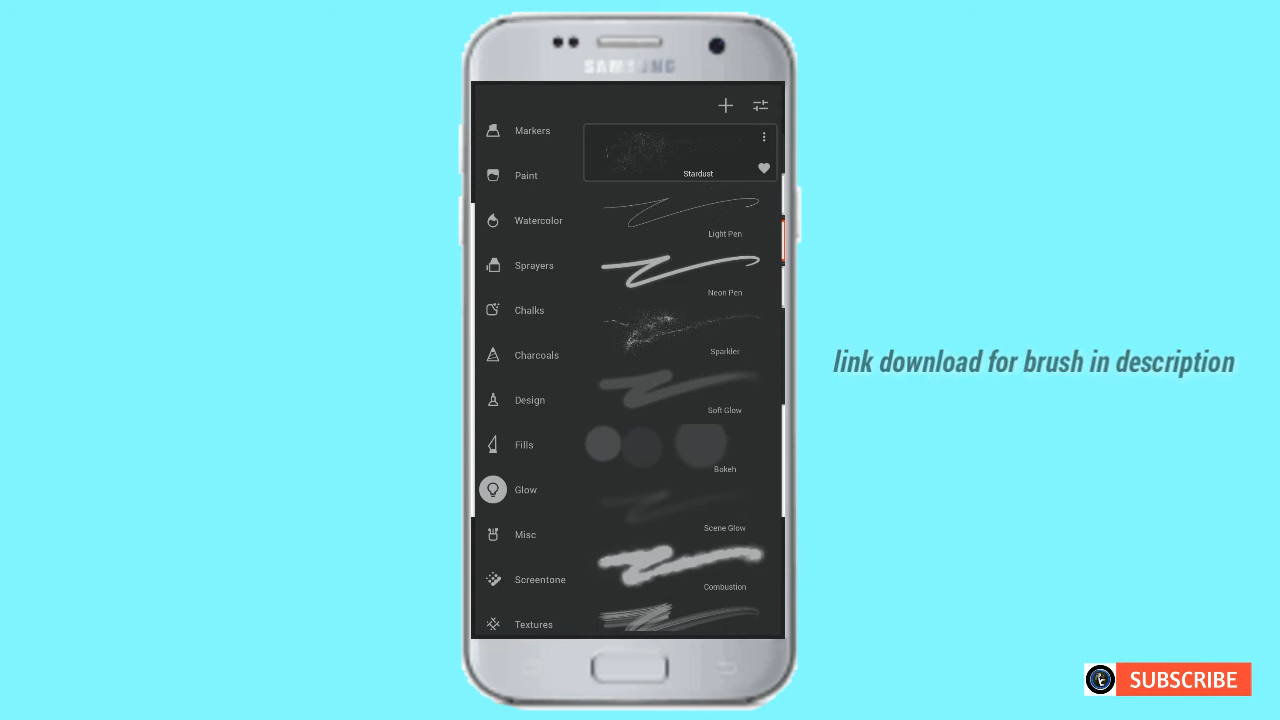 SAMSUNG
Markers
Paint
Watercolor
Sprayers
Chalks
Charcoals
Design
Fills
Glow
Misc
Screentone
Textures
Stardust
Light Pen
Neon Pen
Sparkler
Soft Glow
Bokeh
Scene Glow
Combustion
link download for brush in description
SUBSCRIBE